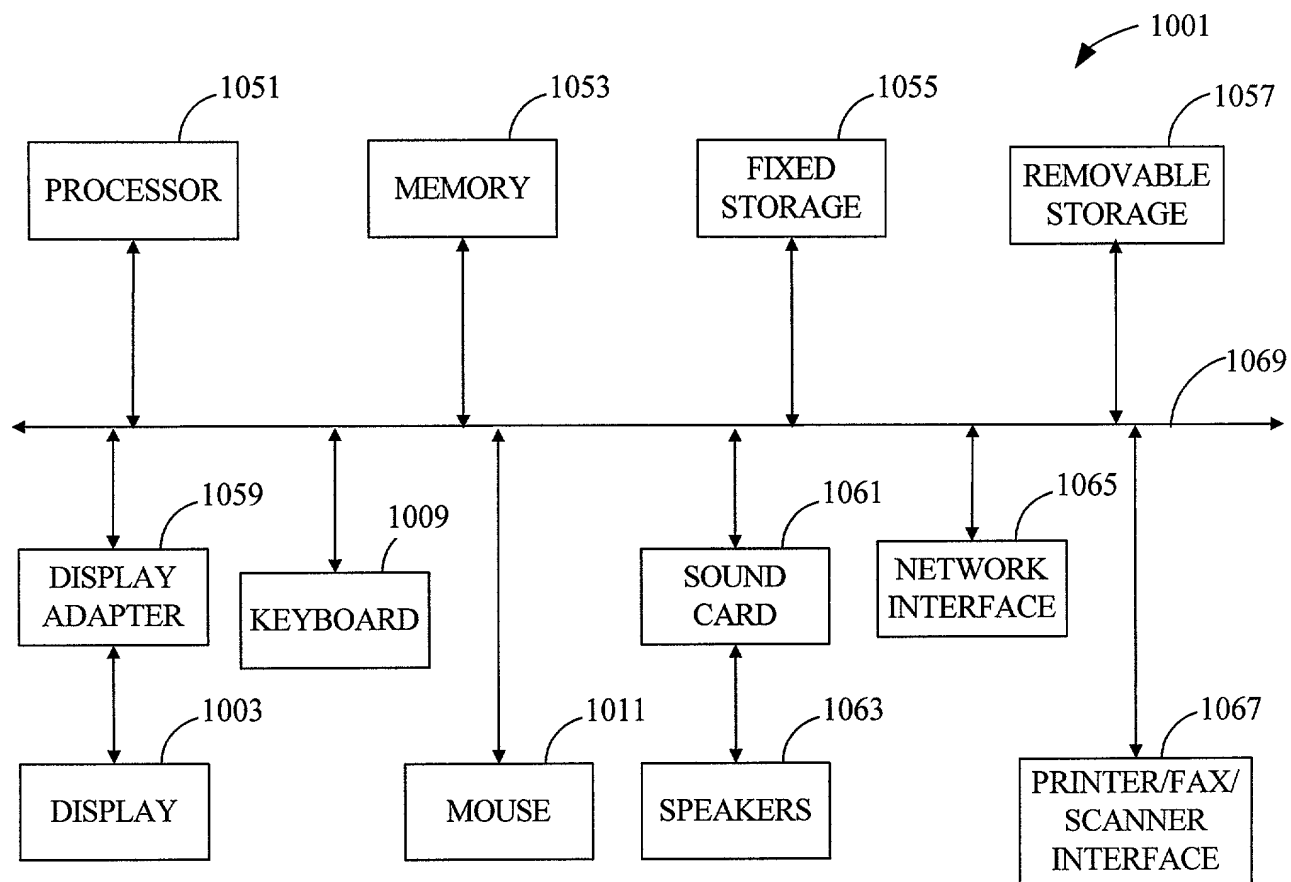 1001
1051
1053
1055
1057
PROCESSOR
MEMORY
FIXED
STORAGE
REMOVABLE
STORAGE
1069
1059
1009
1061
1065
DISPLAY
ADAPTER
KEYBOARD
SOUND
CARD
NETWORK
INTERFACE
1003
1011
1063
1067
DISPLAY
MOUSE
SPEAKERS
PRINTER/FAX/
SCANNER
INTERFACE